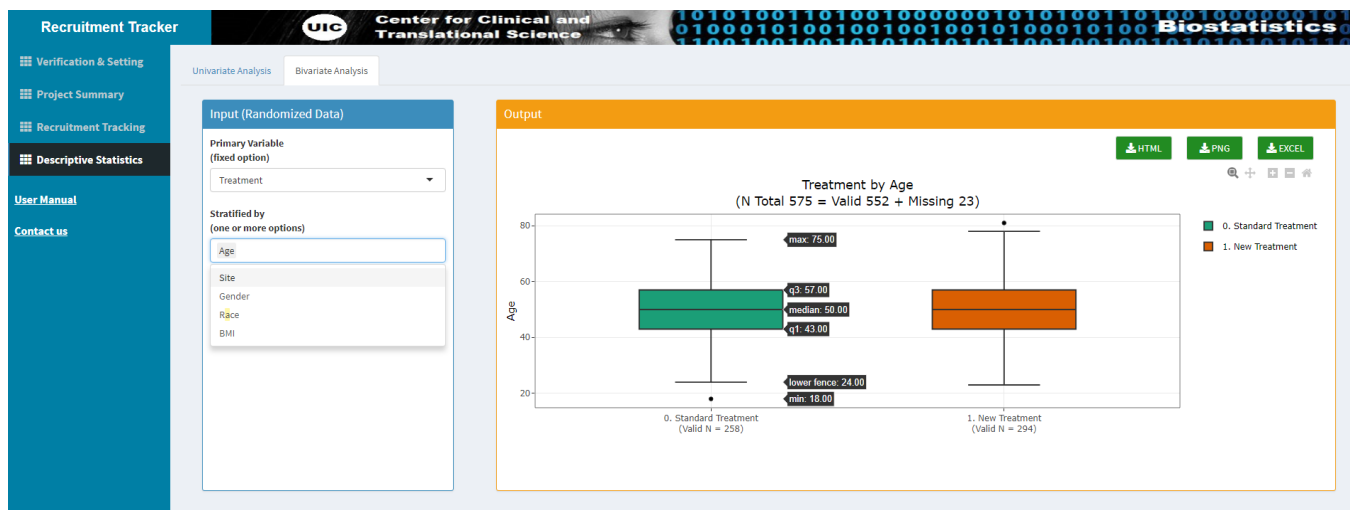 Recruitment Tracker
UIC
Center for Clinical and
Translational Science
Biostatistics
Verification & Setting
Project Summary
Recruitment Tracking
Descriptive Statistics
User Manual
Contact us
Univariate Analysis
Bivariate Analysis
Input (Randomized Data)
Primary Variable
(fixed option)
Treatment
Stratified by
(one or more options)
Age
Site
Gender
Race
BMI
Output
HTML
PNG
EXCEL
Treatment by Age
(N Total 575 = Valid 552 + Missing 23)
Age
80
60
40
20
max: 75.00
q3: 57.00
median: 50.00
q1: 43.00
lower fence: 24.00
min: 18.00
0. Standard Treatment
(Valid N = 258)
1. New Treatment
(Valid N = 294)
0. Standard Treatment
1. New Treatment